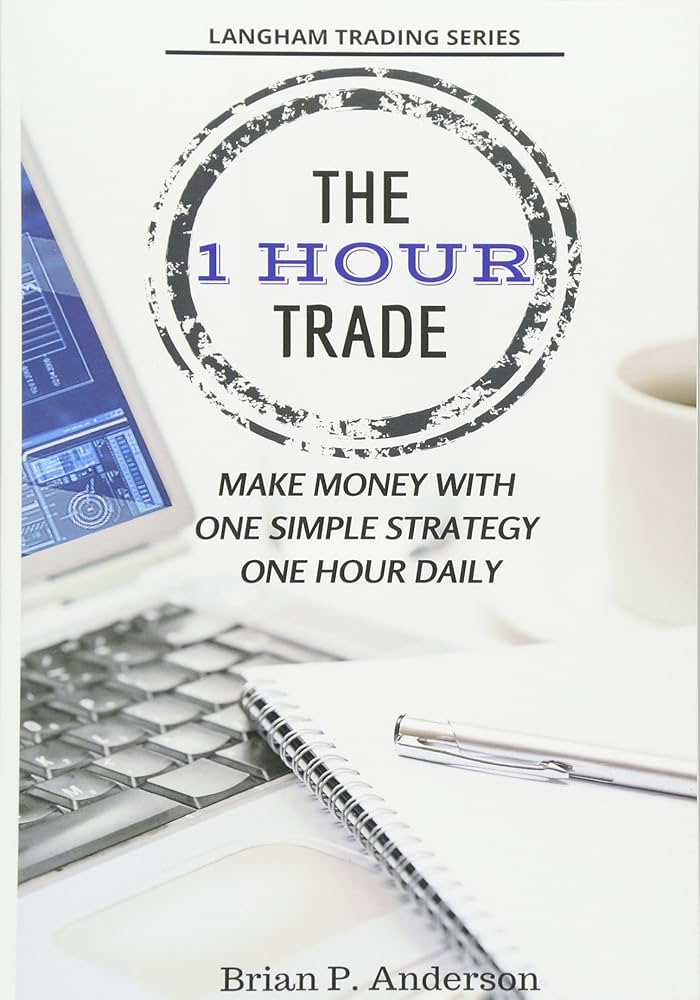 LANGHAM TRADING SERIES
THE
1 HOUR
TRADE
MAKE MONEY WITH
ONE SIMPLE STRATEGY
ONE HOUR DAILY
Brian P. Anderson